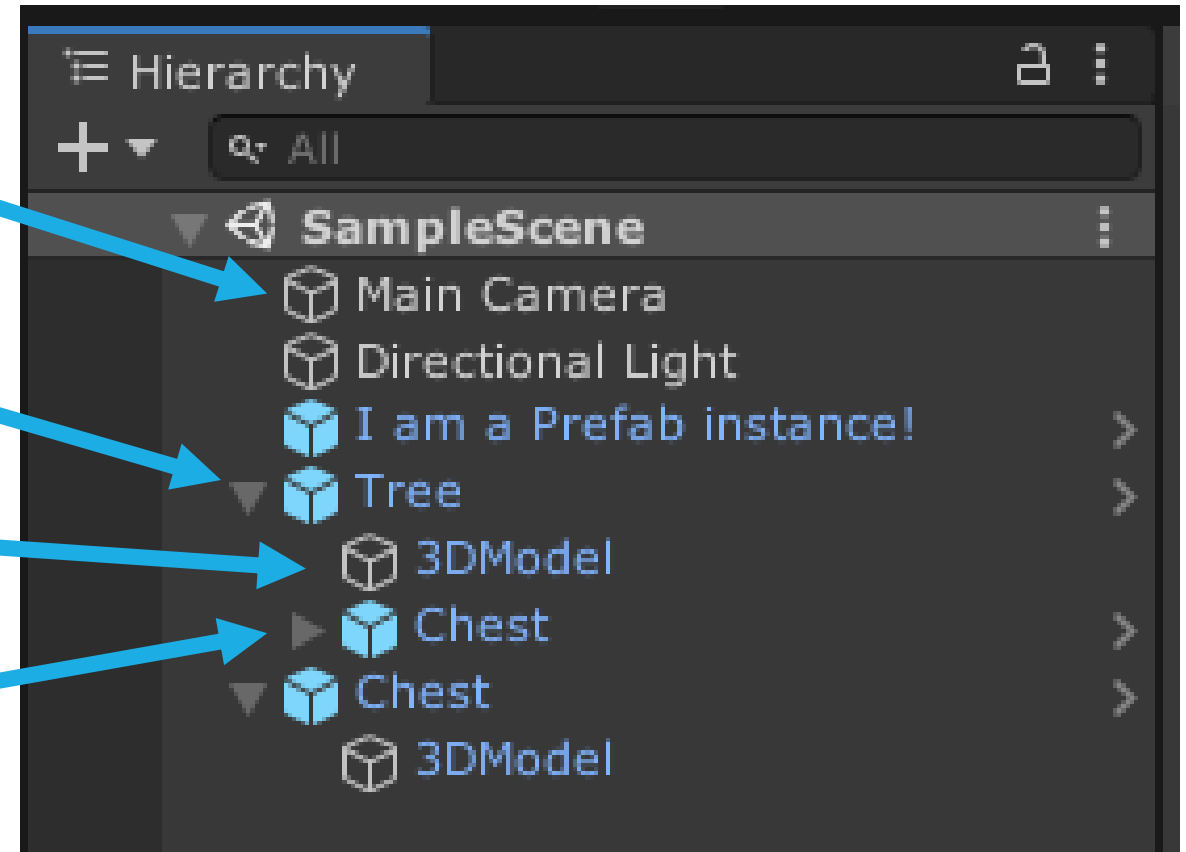 Hierarchy
All
SampleScene
Main Camera
Directional Light
I am a Prefab instance!
Tree
3DModel
Chest
Chest
3DModel